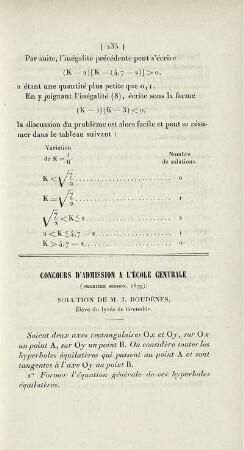 ( 235 )
Par suite, l'inégalité précédente peut s'écrire
(K — 2)[K — (4,7 — α)] > 0,
α étant une quantité plus petite que 0,1.
En y joignant l'inégalité (8), écrite sous la forme
(K — 1)(K — 3) < 0,
la discussion du problème est alors facile et peut se résu-
mer dans le tableau suivant :
Variation Nombre
de K = l/R de solutions.
K < √7/2 ........ 0
K = √7/2 ........ 1
√7/2 < K ≤ 2 ........ 2
2 < K ≤ 4,7 — α ........ 1
K > 4,7 — α ........ 0
CONCOURS D'ADMISSION A L'ÉCOLE CENTRALE
(PREMIÈRE SESSION, 1879);
SOLUTION DE M. J. BOUDÈNES,
Élève du lycée de Grenoble.
Soient deux axes rectangulaires Ox et Oy, sur Ox
un point A, sur Oy un point B. On considère toutes les
hyperboles équilatères qui passent au point A et sont
tangentes à l'axe Oy au point B.
1° Former l'équation générale de ces hyperboles
équilatères.